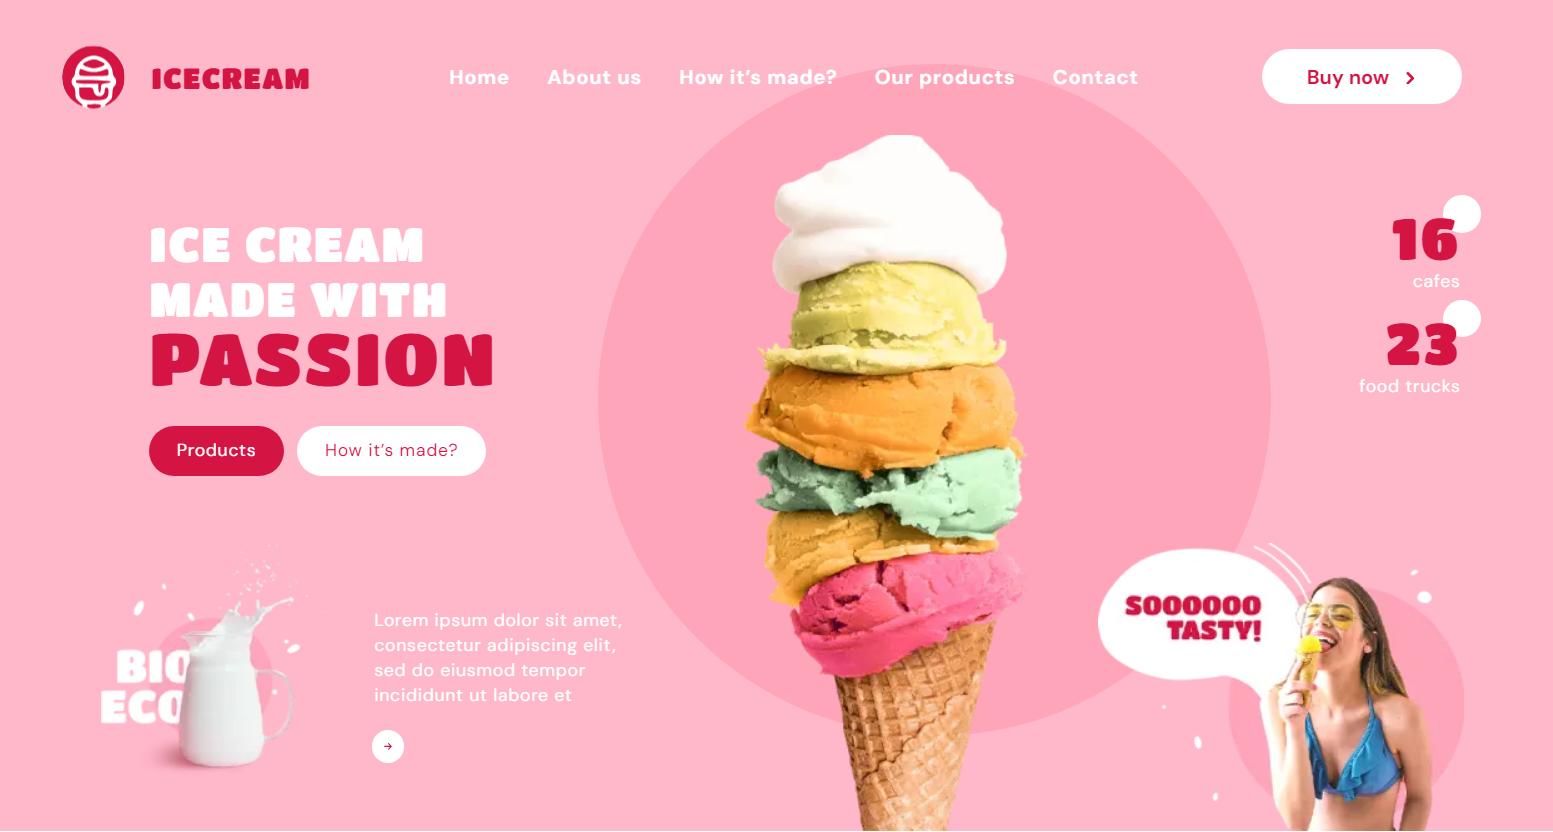 ICECREAM
Home
About us
How it’s made?
Our products
Contact
Buy now
ICE CREAM
MADE WITH
PASSION
Products
How it’s made?
16
cafes
23
food trucks
BIO
ECO
Lorem ipsum dolor sit amet,
consectetur adipiscing elit,
sed do eiusmod tempor
incididunt ut labore et
SOOOOOO
TASTY!